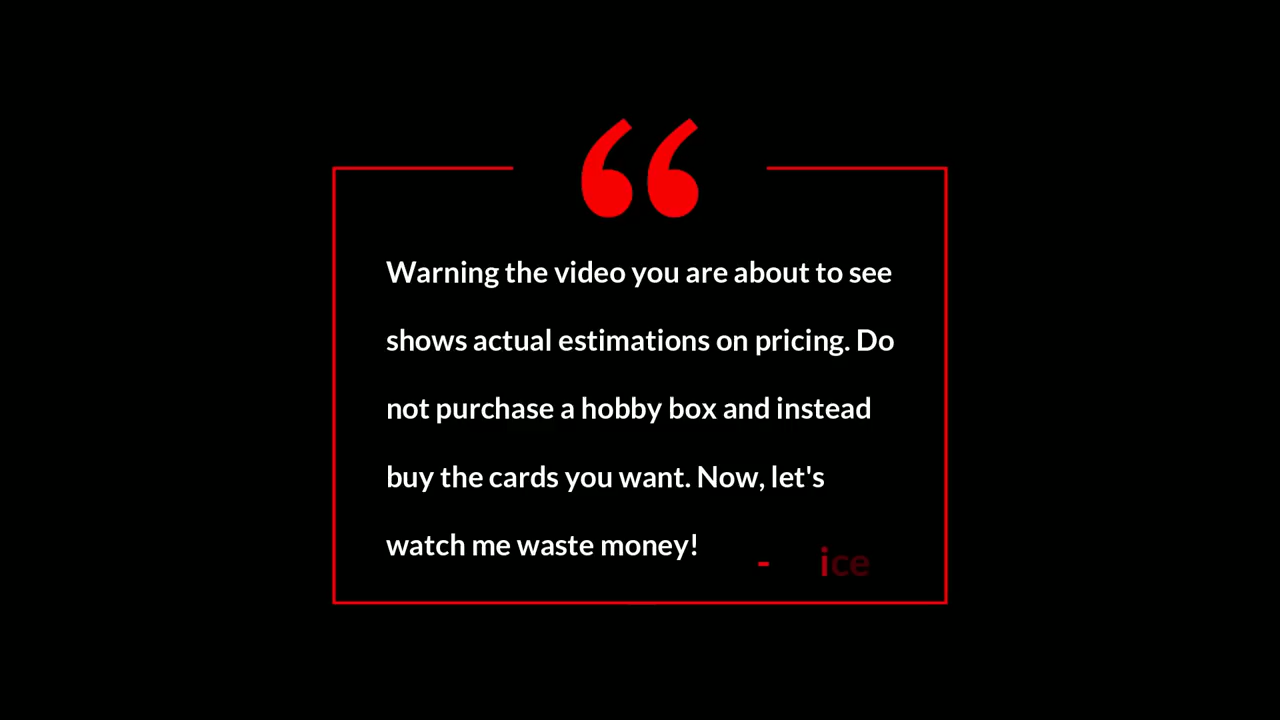 Warning the video you are about to see
shows actual estimations on pricing. Do
not purchase a hobby box and instead
buy the cards you want. Now, let's
watch me waste money!
- ice